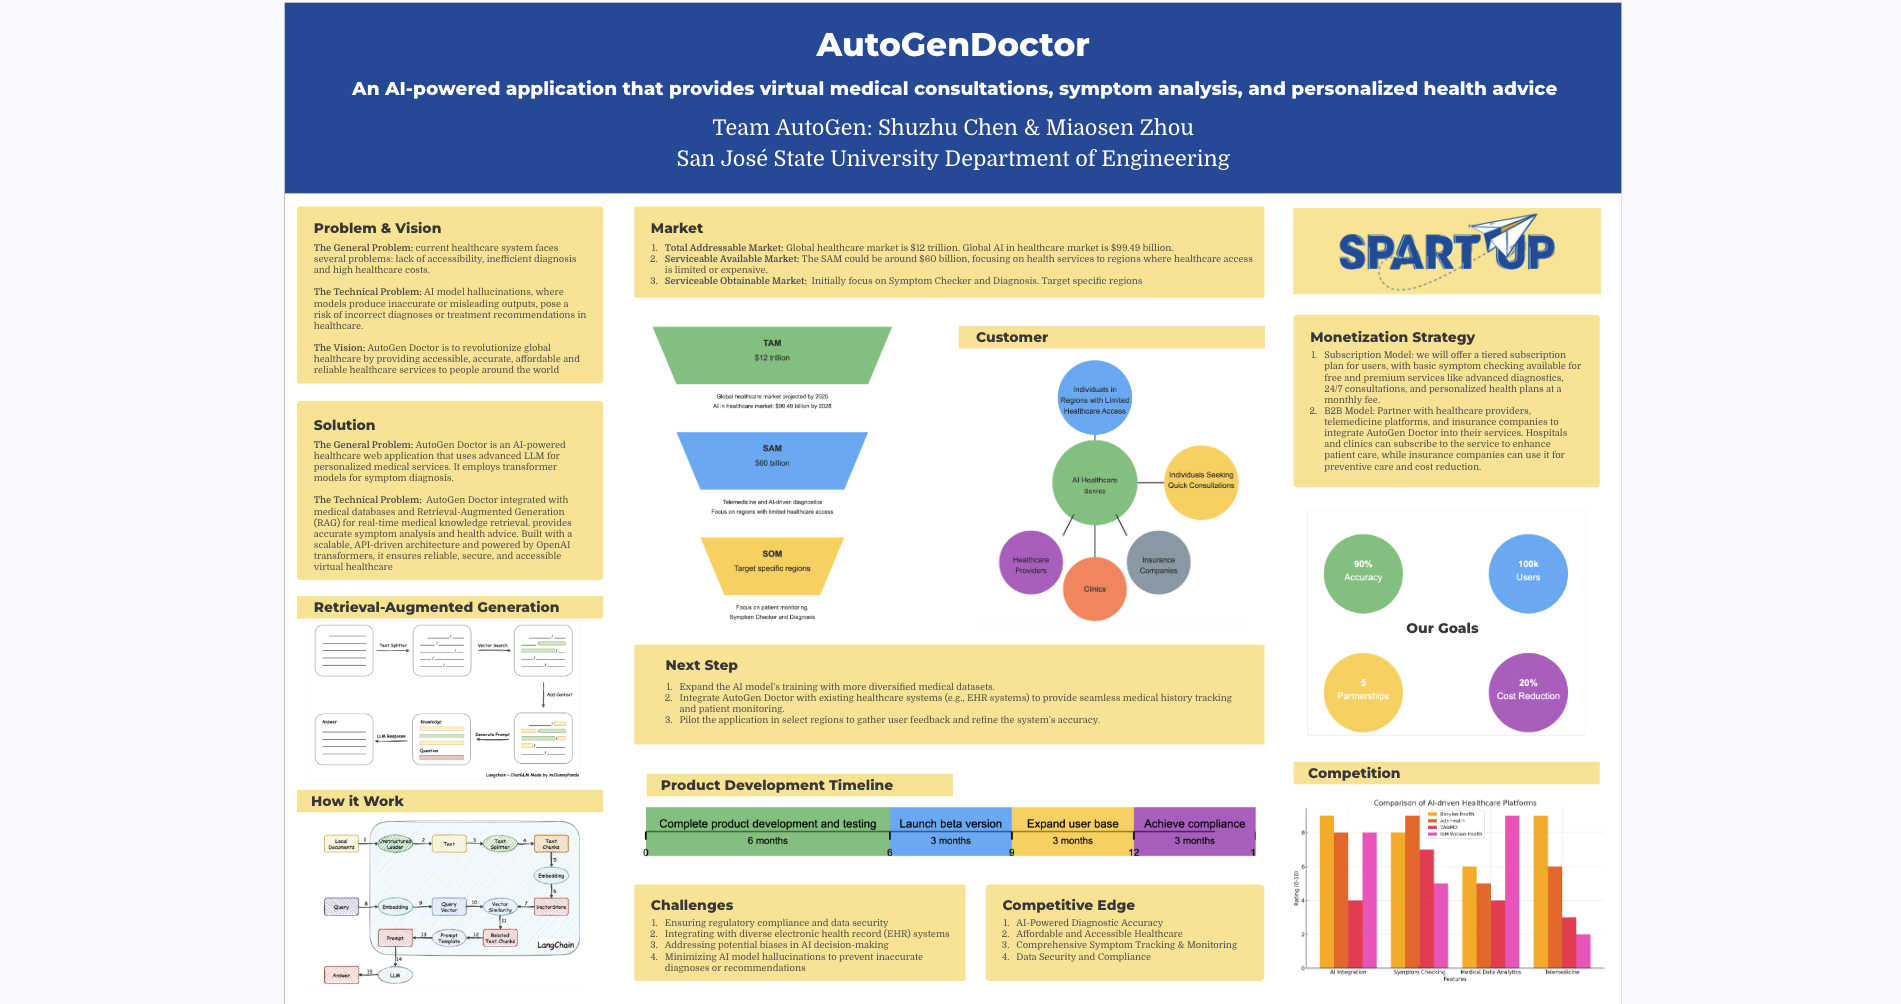 AutoGenDoctor
An AI-powered application that provides virtual medical consultations, symptom analysis, and personalized health advice
Team AutoGen: Shuzhu Chen & Miaosen Zhou
San José State University Department of Engineering
Problem & Vision
The General Problem: current healthcare system faces
several problems: lack of accessibility, inefficient diagnosis
and high healthcare costs.
The Technical Problem: AI model hallucinations, where
models produce inaccurate or misleading outputs, pose a
risk of incorrect diagnoses or treatment recommendations in
healthcare.
The Vision: AutoGen Doctor is to revolutionize global
healthcare by providing accessible, accurate, affordable and
reliable healthcare services to people around the world
Solution
The General Problem: AutoGen Doctor is an AI-powered
healthcare web application that uses advanced LLM for
personalized medical services. It employs transformer
models for symptom diagnosis.
The Technical Problem: AutoGen Doctor integrated with
medical databases and Retrieval-Augmented Generation
(RAG) for real-time medical knowledge retrieval. provides
accurate symptom analysis and health advice. Built with a
scalable, API-driven architecture and powered by OpenAI
transformers, it ensures reliable, secure, and accessible
virtual healthcare
Retrieval-Augmented Generation
Text Splitter
Vector Search
Add Context
Answer
LLM Response
Knowledge
Question
Generate Prompt
Langchain + ChatGLM Made by
How it Work
Local
Documents
1
Unstructured
Loader
2
Text
3
Text
Splitter
4
Text
Chunks
5
Embedding
6
Query
8
Embedding
9
Query
Vector
10
Vector
Similarity
7
VectorStore
11
Prompt
13
Prompt
Template
12
Related
Text Chunks
LangChain
14
Answer
15
LLM
Market
1. Total Addressable Market: Global healthcare market is $12 trillion. Global AI in healthcare market is $99.49 billion.
2. Serviceable Available Market: The SAM could be around $60 billion, focusing on health services to regions where healthcare access
is limited or expensive.
3. Serviceable Obtainable Market: Initially focus on Symptom Checker and Diagnosis. Target specific regions
TAM
$12 trillion
Global healthcare market projected by 2025
AI in healthcare market: $99.49 billion by 2028
SAM
$60 billion
Telemedicine and AI-driven diagnostics
Focus on regions with limited healthcare access
SOM
Target specific regions
Focus on patient monitoring,
Symptom Checker and Diagnosis
Customer
Individuals in
Regions with Limited
Healthcare Access
AI Healthcare
Service
Individuals Seeking
Quick Consultations
Healthcare
Providers
Clinics
Insurance
Companies
Next Step
1. Expand the AI model's training with more diversified medical datasets.
2. Integrate AutoGen Doctor with existing healthcare systems (e.g., EHR systems) to provide seamless medical history tracking
and patient monitoring.
3. Pilot the application in select regions to gather user feedback and refine the system's accuracy.
Product Development Timeline
Complete product development and testing
Launch beta version
Expand user base
Achieve compliance
6 months
3 months
3 months
3 months
0
6
9
12
1
Challenges
1. Ensuring regulatory compliance and data security
2. Integrating with diverse electronic health record (EHR) systems
3. Addressing potential biases in AI decision-making
4. Minimizing AI model hallucinations to prevent inaccurate
diagnoses or recommendations
Competitive Edge
1. AI-Powered Diagnostic Accuracy
2. Affordable and Accessible Healthcare
3. Comprehensive Symptom Tracking & Monitoring
4. Data Security and Compliance
SPARTUP
Monetization Strategy
1. Subscription Model: we will offer a tiered subscription
plan for users, with basic symptom checking available for
free and premium services like advanced diagnostics,
24/7 consultations, and personalized health plans at a
monthly fee.
2. B2B Model: Partner with healthcare providers,
telemedicine platforms, and insurance companies to
integrate AutoGen Doctor into their services. Hospitals
and clinics can subscribe to the service to enhance
patient care, while insurance companies can use it for
preventive care and cost reduction.
90%
Accuracy
100k
Users
Our Goals
5
Partnerships
20%
Cost Reduction
Competition
Comparison of AI-driven Healthcare Platforms
Babylon Health
Ada Health
WebMD
IBM Watson Health
Rating (0-10)
8
6
4
2
0
AI Integration
Symptom Checking
Medical Data Analytics
Telemedicine
Features